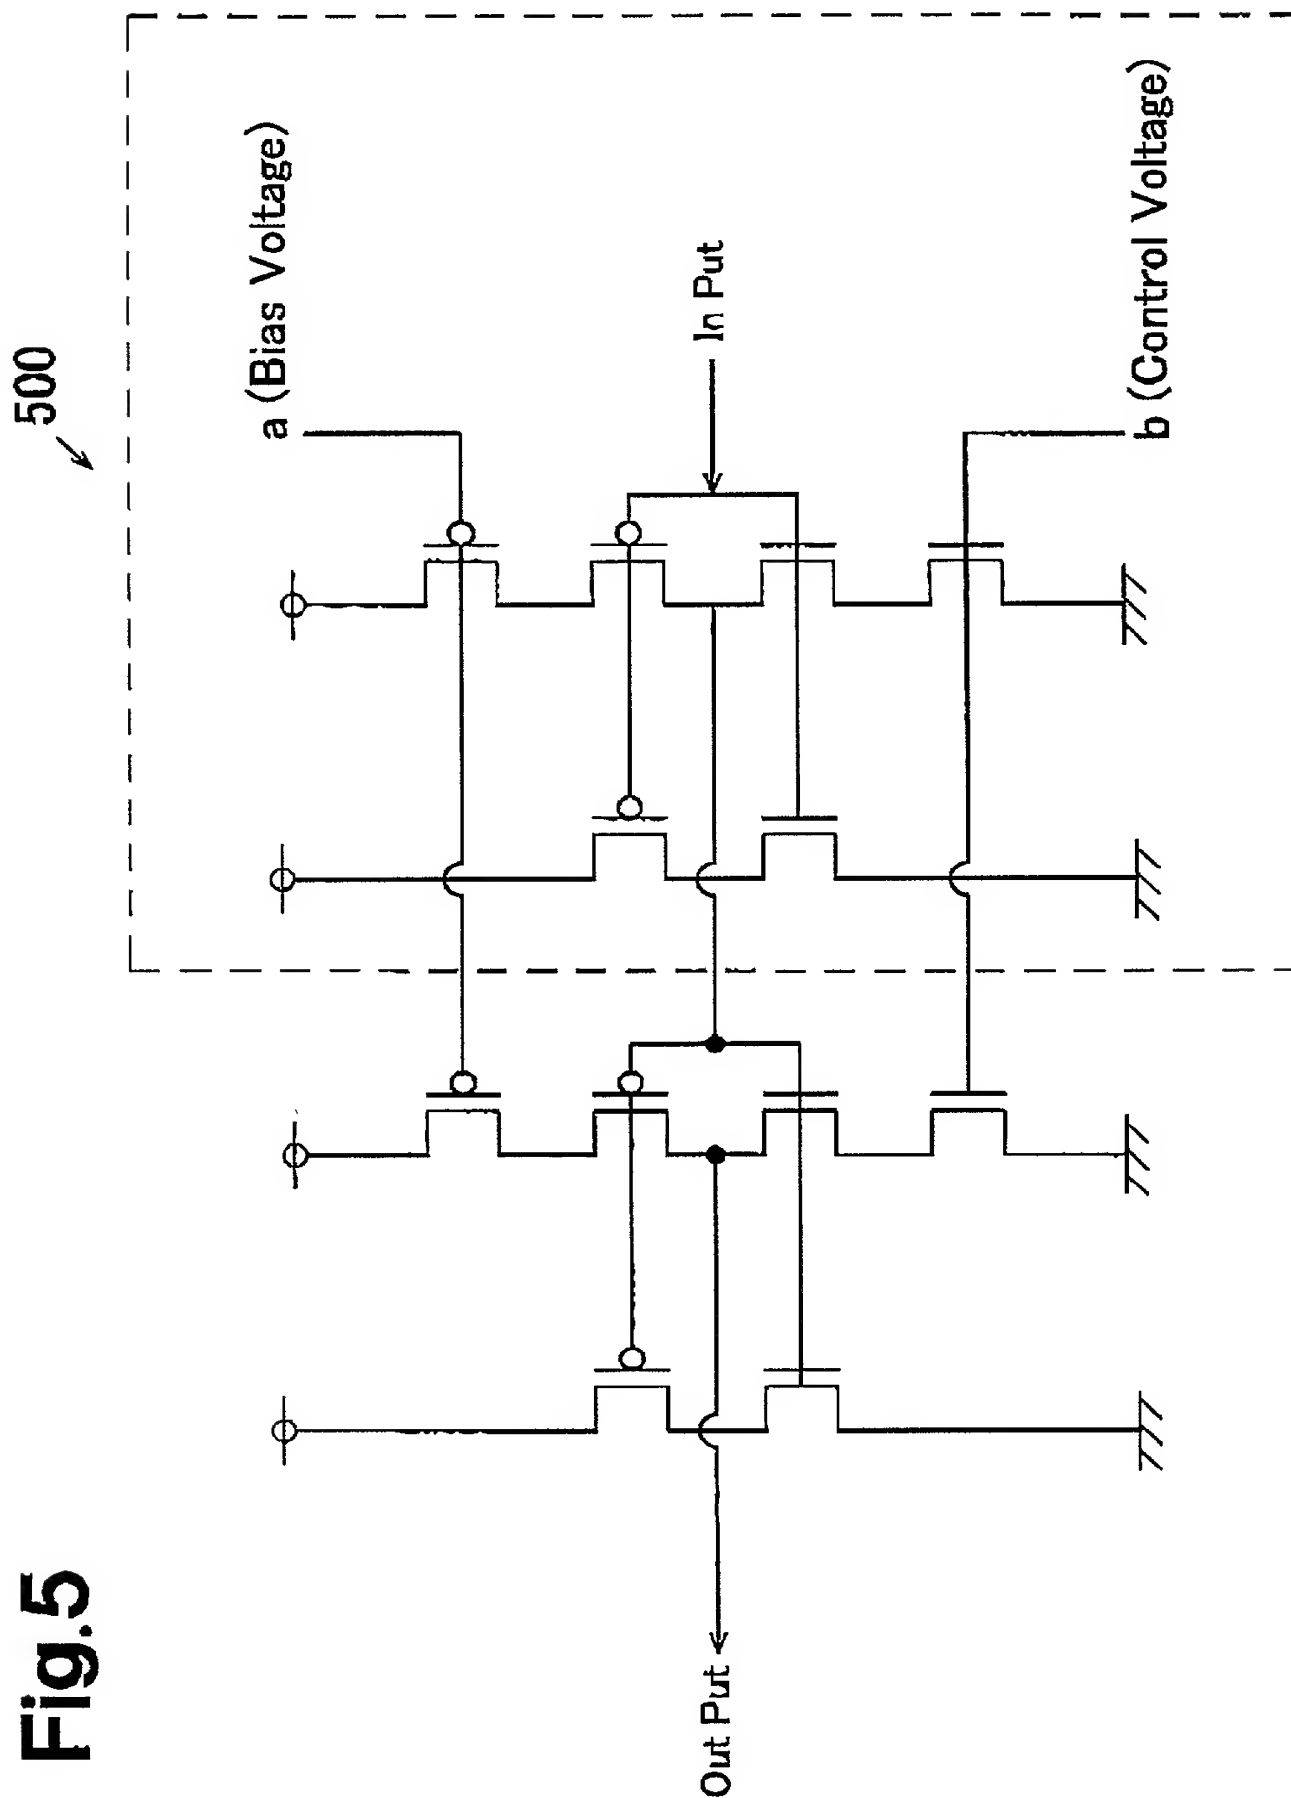 Fig.5
500
a (Bias Voltage)
In Put
b (Control Voltage)
Out Put